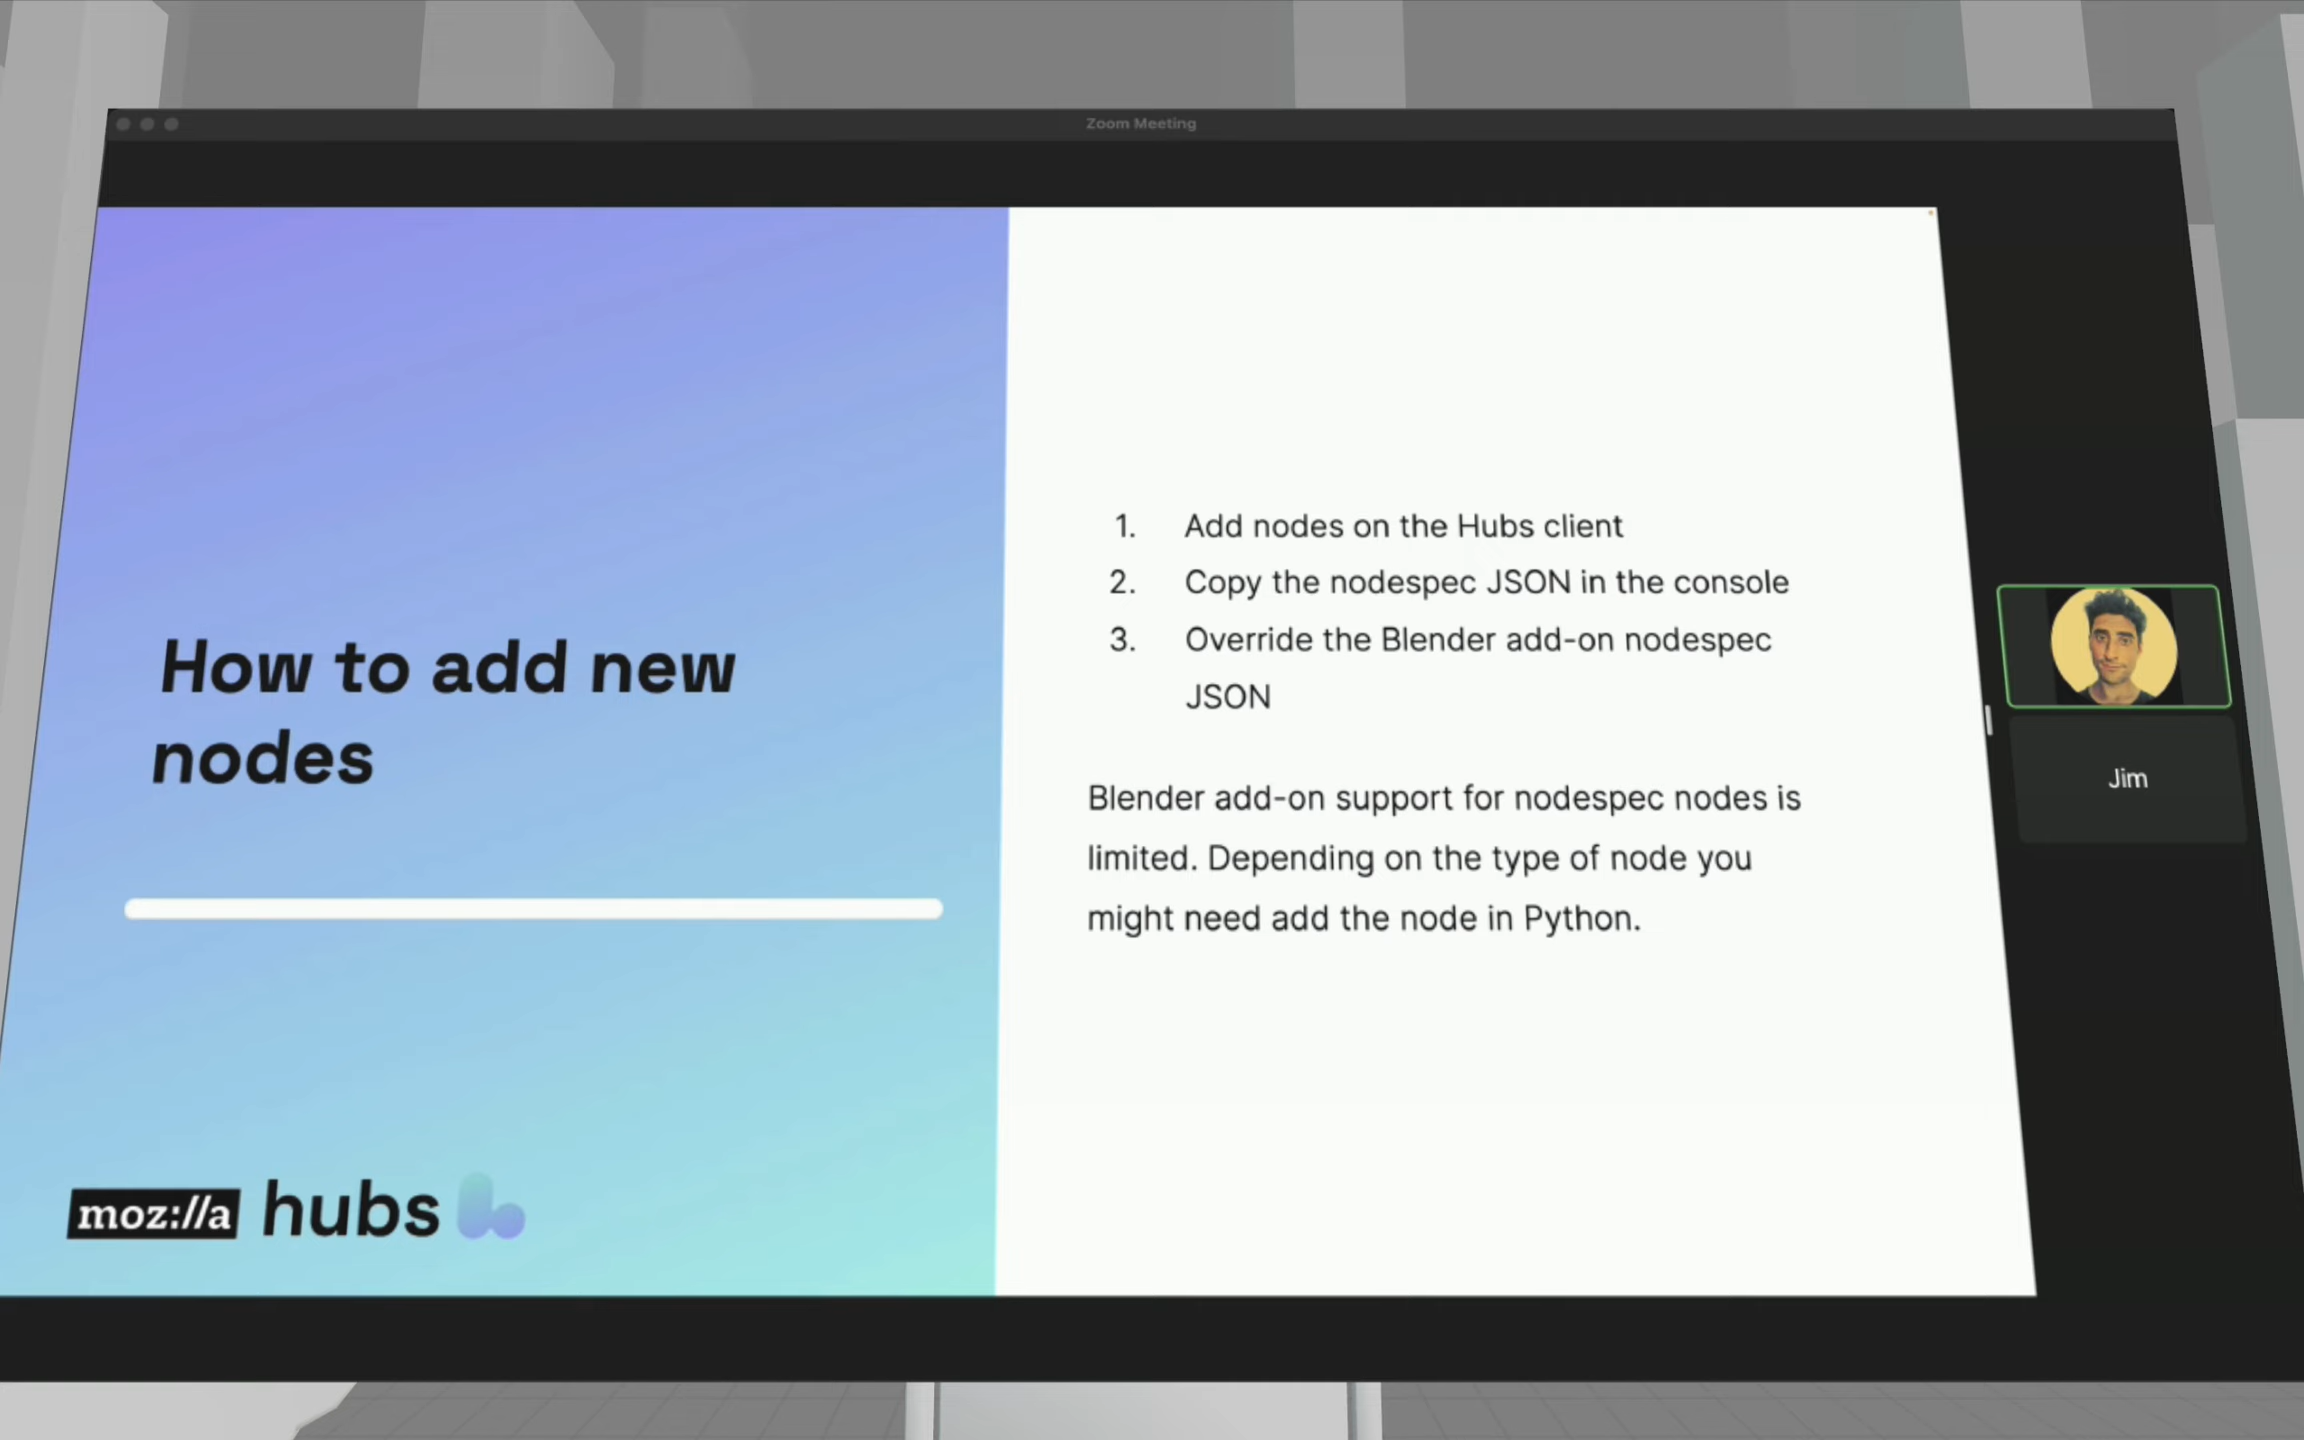 Zoom Meeting
How to add new
nodes
moz://a hubs
1. Add nodes on the Hubs client
2. Copy the nodespec JSON in the console
3. Override the Blender add-on nodespec
JSON
Blender add-on support for nodespec nodes is
limited. Depending on the type of node you
might need add the node in Python.
Jim